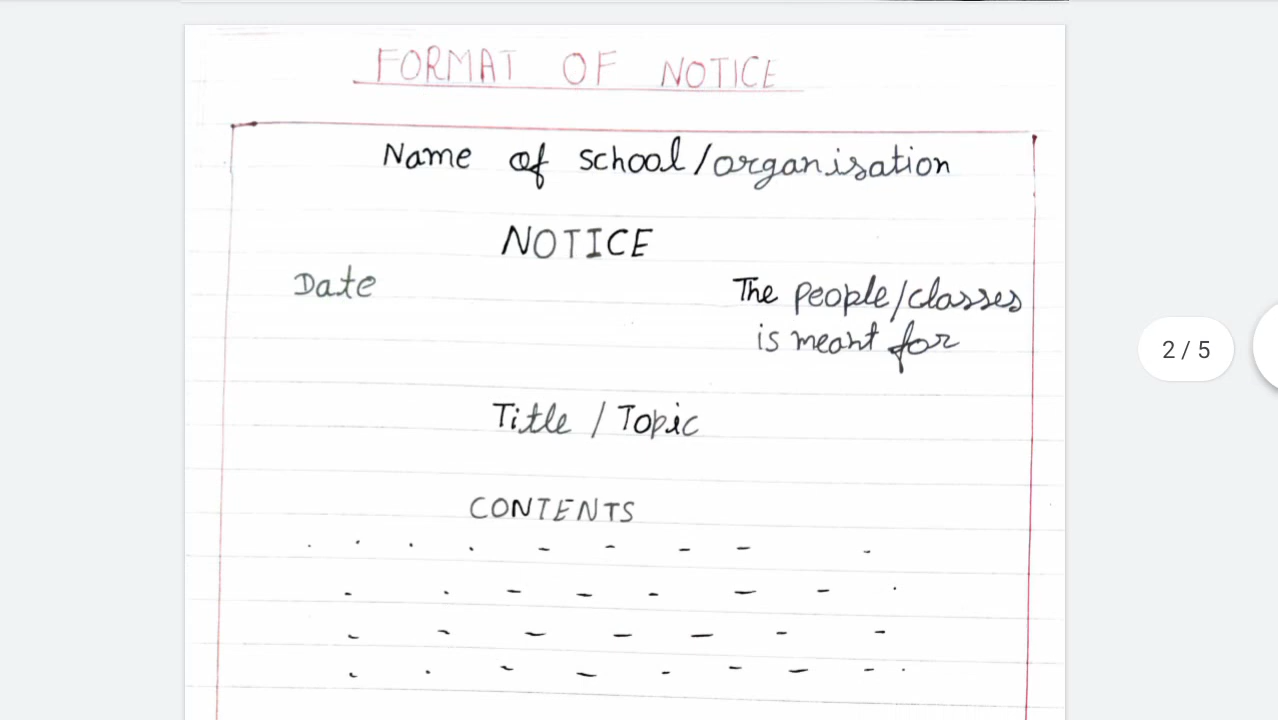 FORMAT OF NOTICE
Name of school/organisation
NOTICE
Date The people/classes
is meant for
Title / Topic
CONTENTS
2 / 5